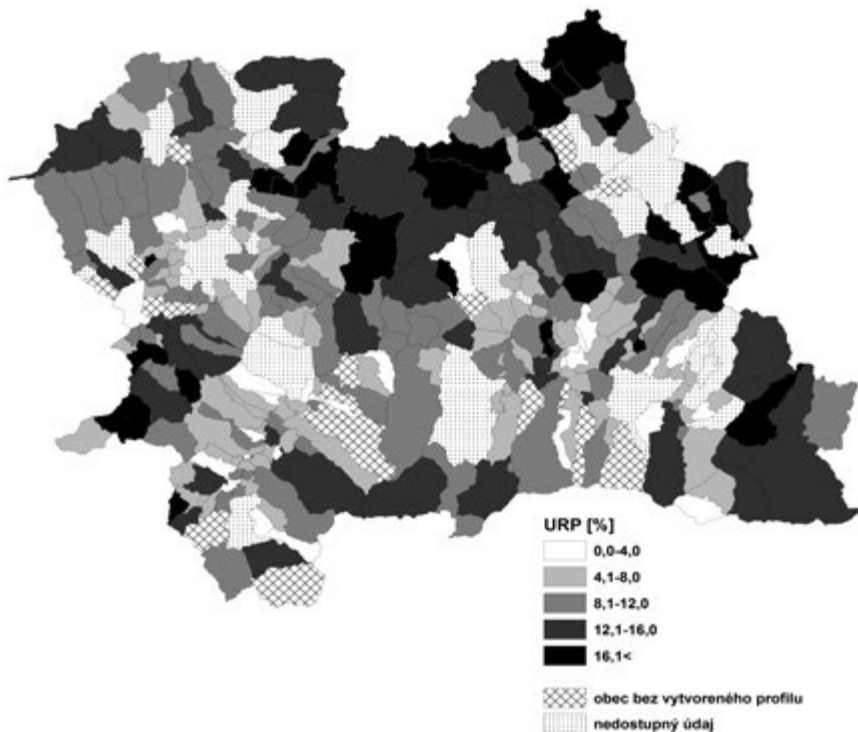 URP [%]
0,0-4,0
4,1-8,0
8,1-12,0
12,1-16,0
16,1<
obec bez vytvoreného profilu
nedostupný údaj